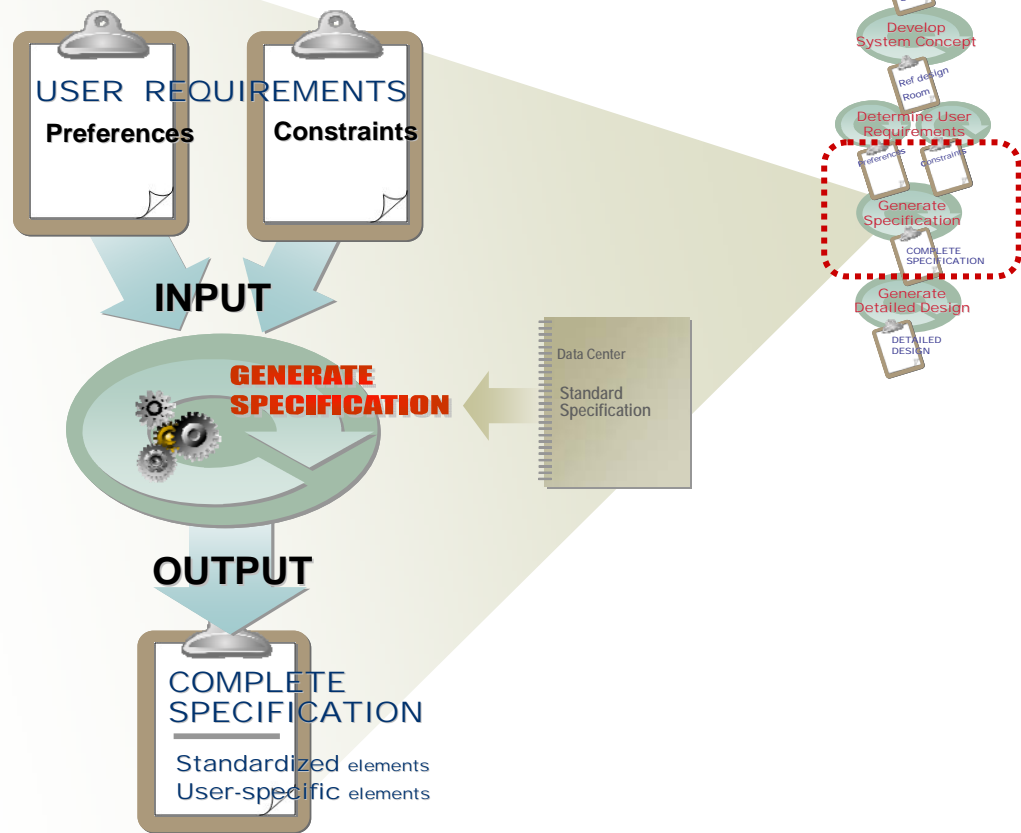 USER REQUIREMENTS
Preferences
Constraints
INPUT
GENERATE
SPECIFICATION
Data Center
Standard
Specification
OUTPUT
COMPLETE
SPECIFICATION
Standardized elements
User-specific elements
Develop
System Concept
Ref design
Room
Determine User
Requirements
Preferences
Constraints
Generate
Specification
COMPLETE
SPECIFICATION
Generate
Detailed Design
DETAILED
DESIGN